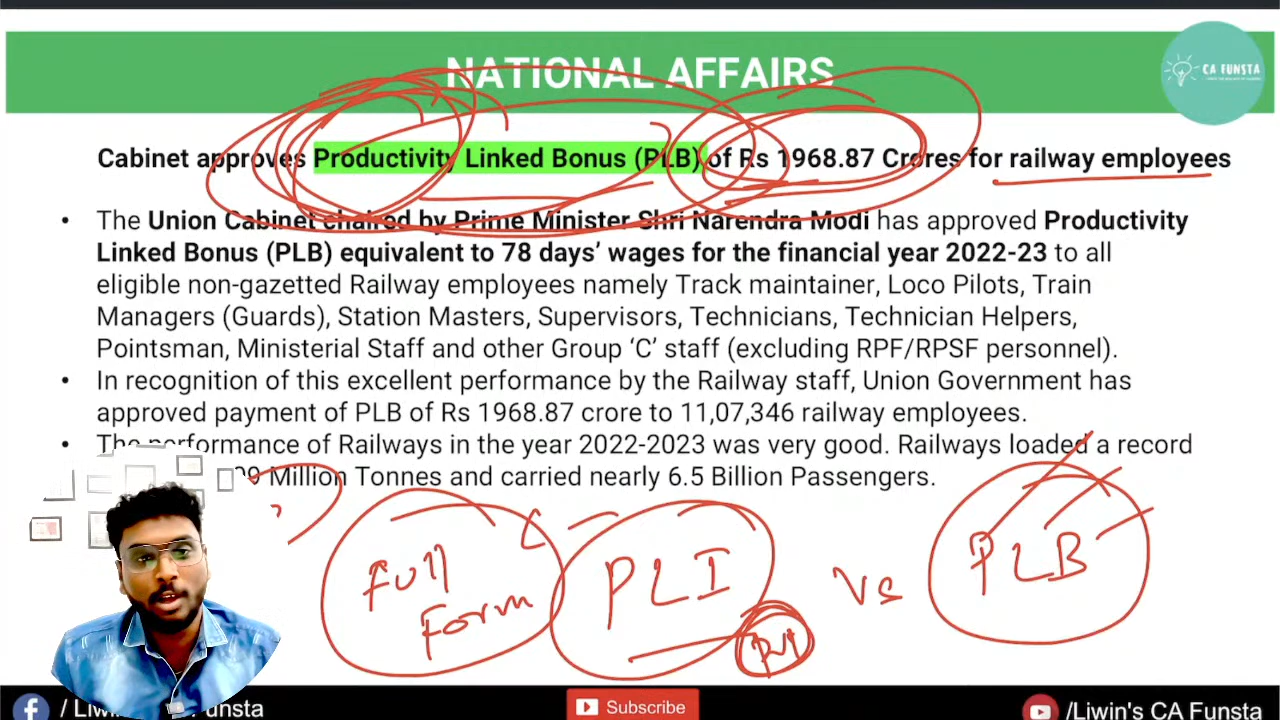 NATIONAL AFFAIRS
CA FUNSTA
Cabinet approves Productivity Linked Bonus (PLB) of Rs 1968.87 Crores for railway employees
• The Union Cabinet chaired by Prime Minister Shri Narendra Modi has approved Productivity
Linked Bonus (PLB) equivalent to 78 days' wages for the financial year 2022-23 to all
eligible non-gazetted Railway employees namely Track maintainer, Loco Pilots, Train
Managers (Guards), Station Masters, Supervisors, Technicians, Technician Helpers,
Pointsman, Ministerial Staff and other Group ‘C’ staff (excluding RPF/RPSF personnel).
• In recognition of this excellent performance by the Railway staff, Union Government has
approved payment of PLB of Rs 1968.87 crore to 11,07,346 railway employees.
• The performance of Railways in the year 2022-2023 was very good. Railways loaded a record
Million Tonnes and carried nearly 6.5 Billion Passengers.
Full
Form
PLI
Vs
PLB
Subscribe
/Liwin's CA Funsta